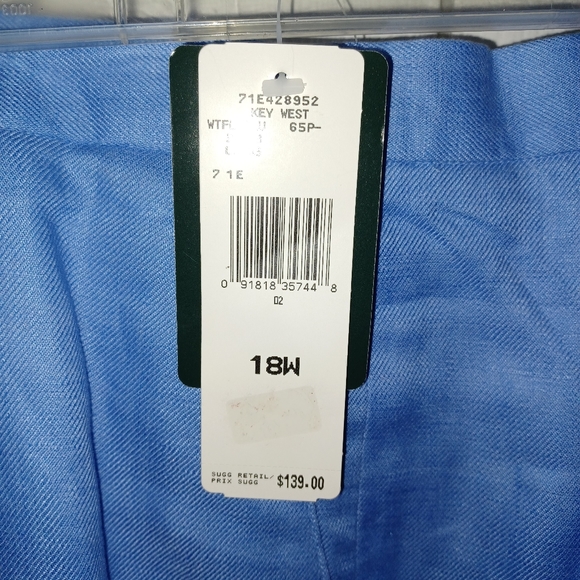 71E428952
KEY WEST
65P-
7 1E
0 91818 35744 8
02
18W
SUGG RETAIL/
PRIX SUGG $139.00